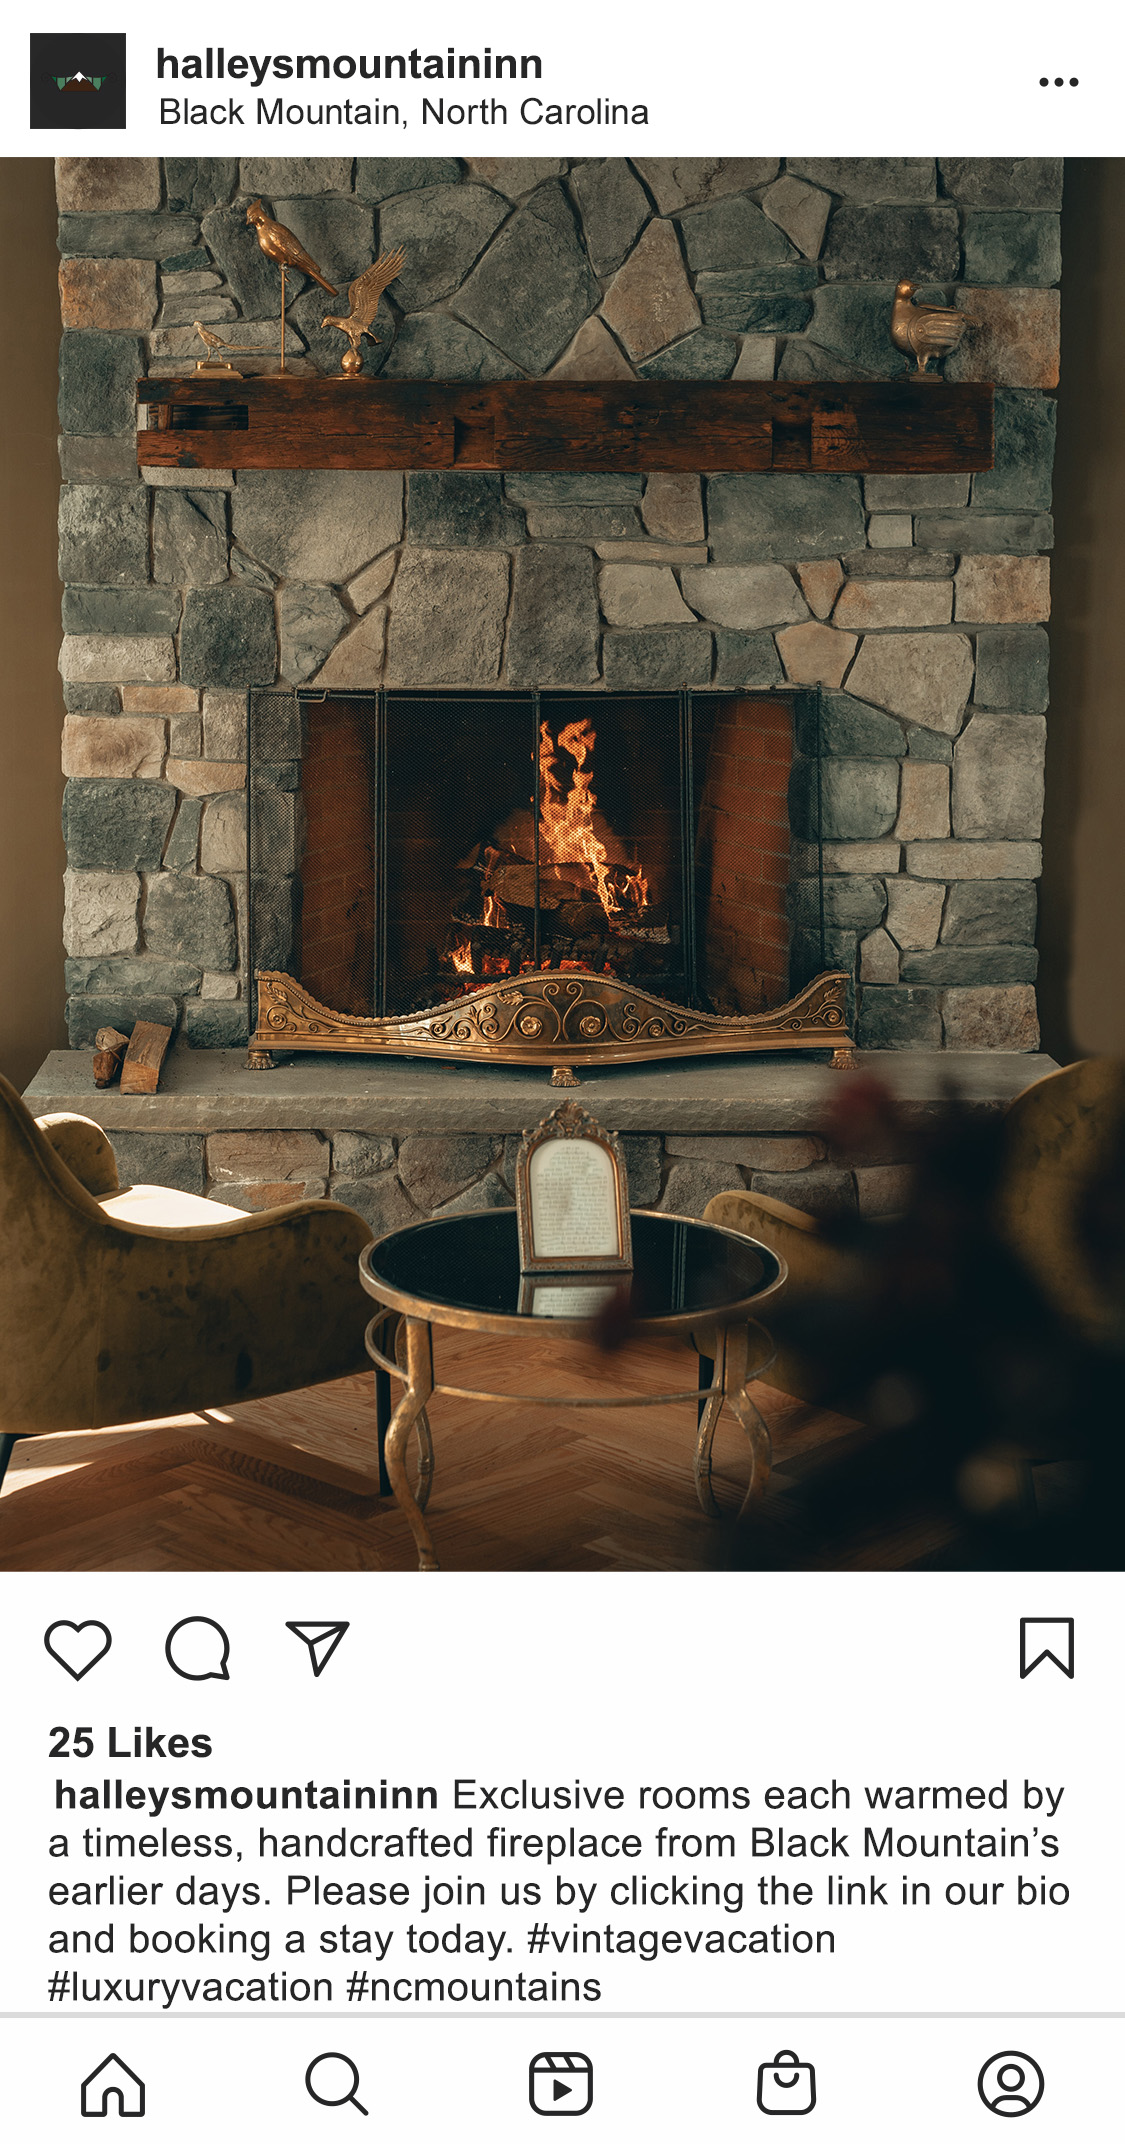 halleysmountaininn
Black Mountain, North Carolina
25 Likes
halleysmountaininn Exclusive rooms each warmed by
a timeless, handcrafted fireplace from Black Mountain’s
earlier days. Please join us by clicking the link in our bio
and booking a stay today. #vintagevacation
#luxuryvacation #ncmountains